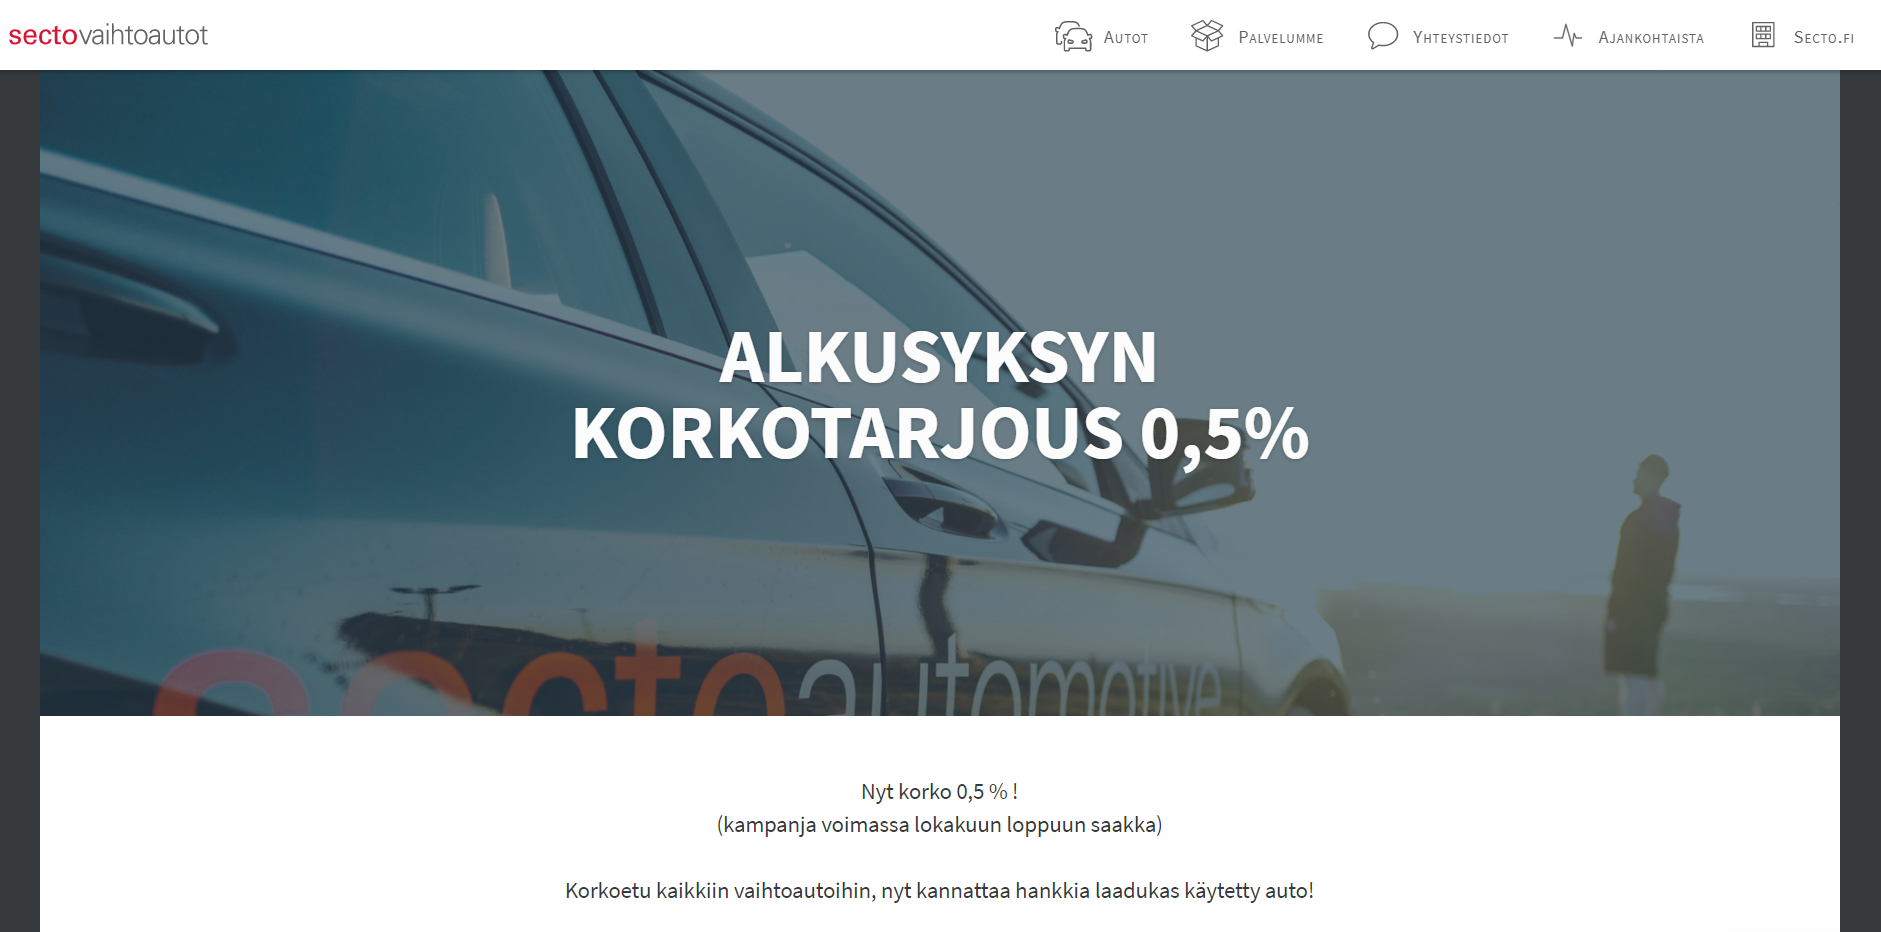 sectovaihtoautot
Autot
Palvelumme
Yhteystiedot
Ajankohtaista
Secto.fi
ALKUSYKSYN
KORKOTARJOUS 0,5%
sectoautomotive
Nyt korko 0,5 % !
(kampanja voimassa lokakuun loppuun saakka)
Korkoetu kaikkiin vaihtoautoihin, nyt kannattaa hankkia laadukas käytetty auto!